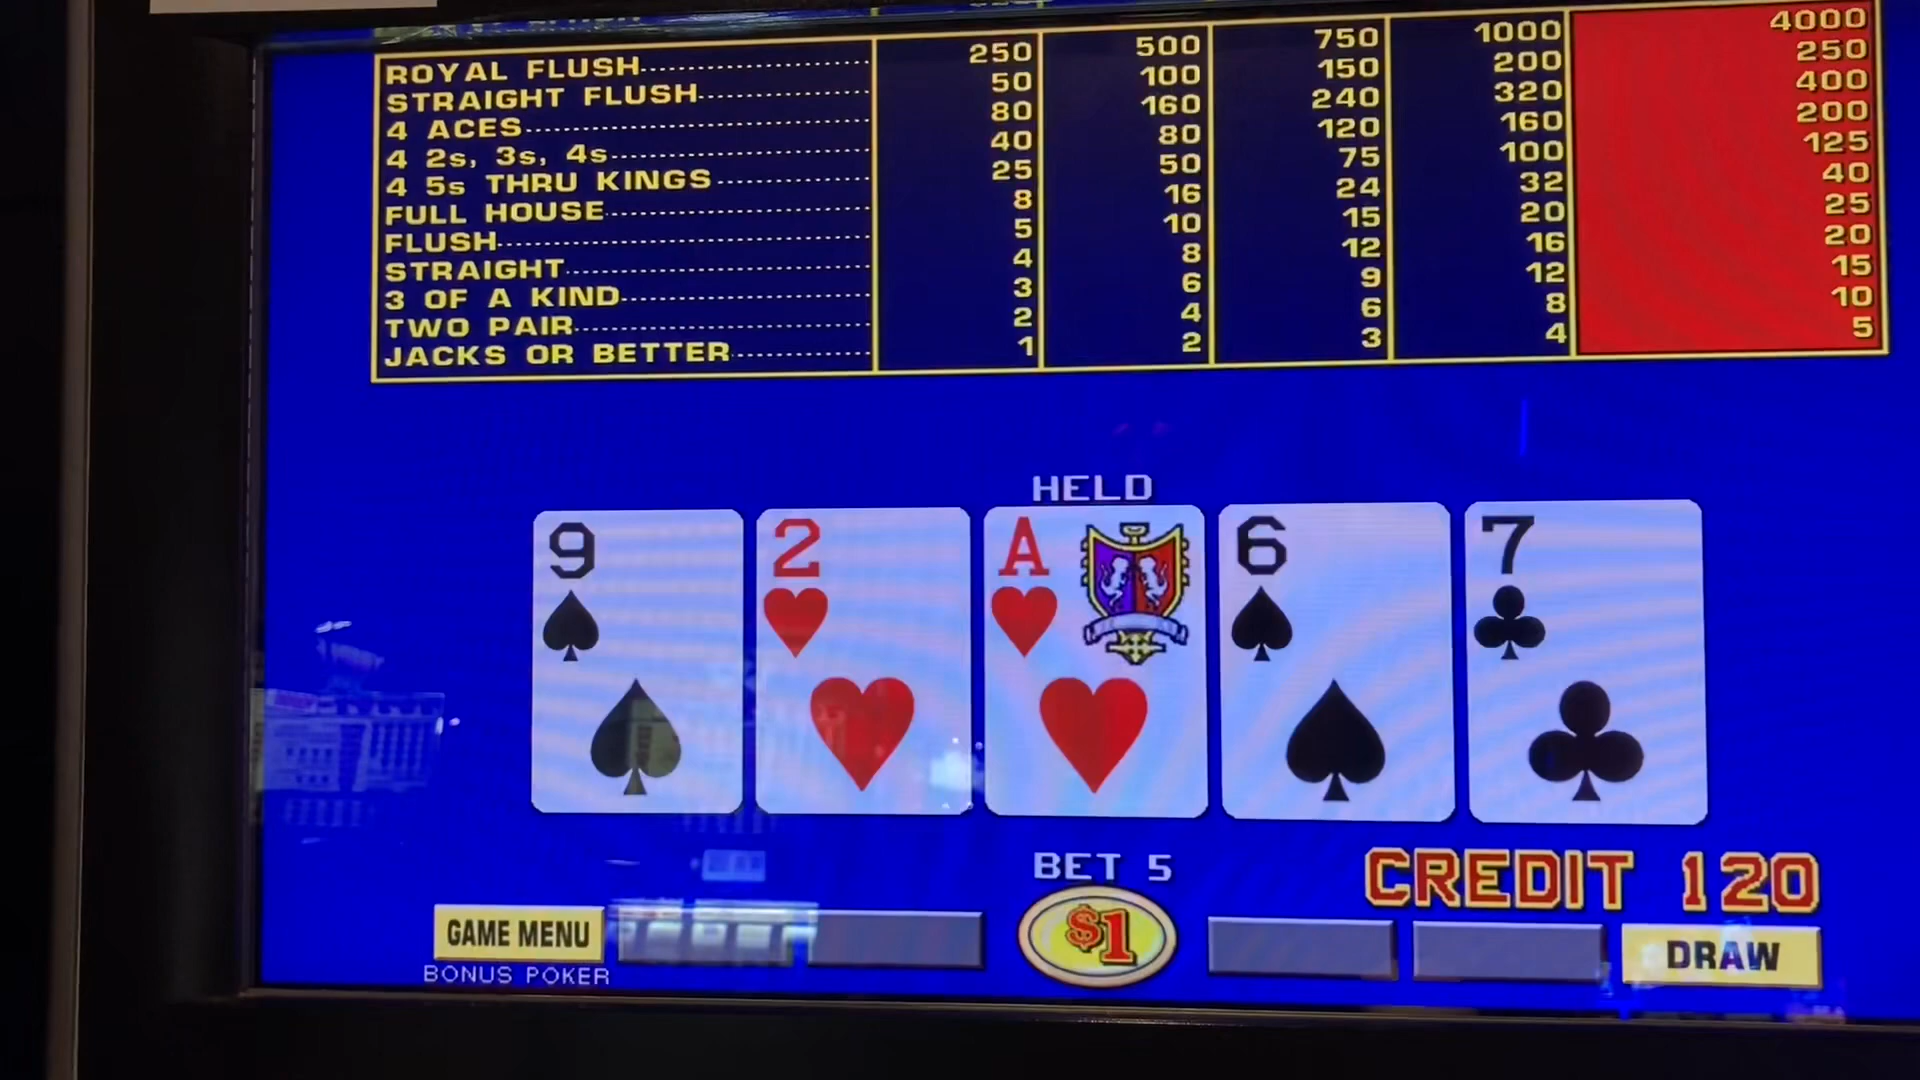 ROYAL FLUSH 250 500 750 1000 4000
STRAIGHT FLUSH 50 100 150 200 250
4 ACES 80 160 240 320 400
4 2s, 3s, 4s 40 80 120 160 200
4 5s THRU KINGS 25 50 75 100 125
FULL HOUSE 8 16 24 32 40
FLUSH 5 10 15 20 25
STRAIGHT 4 8 12 16 20
3 OF A KIND 3 6 9 12 15
TWO PAIR 2 4 6 8 10
JACKS OR BETTER 1 2 3 4 5
HELD
9 2 A 6 7
BET 5
CREDIT 120
GAME MENU
$1
DRAW
BONUS POKER